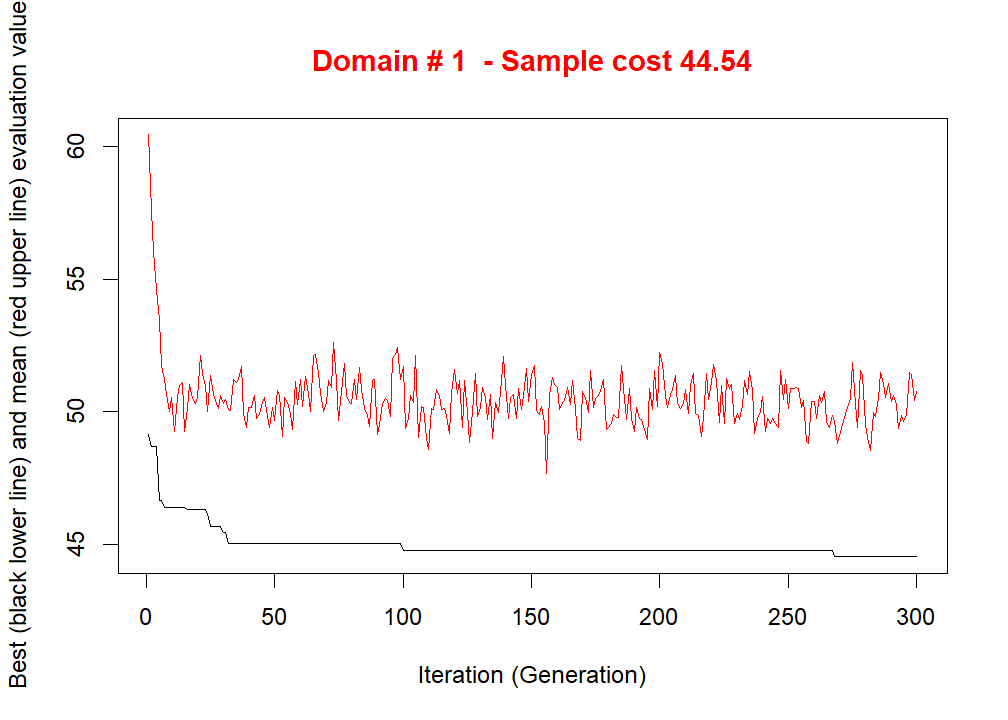 Domain # 1  - Sample cost 44.54
Best (black lower line) and mean (red upper line) evaluation value
60
55
50
45
0 50 100 150 200 250 300
Iteration (Generation)